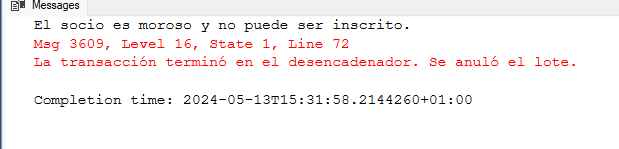 Messages
El socio es moroso y no puede ser inscrito.
Msg 3609, Level 16, State 1, Line 72
La transacción terminó en el desencadenador. Se anuló el lote.
Completion time: 2024-05-13T15:31:58.2144260+01:00